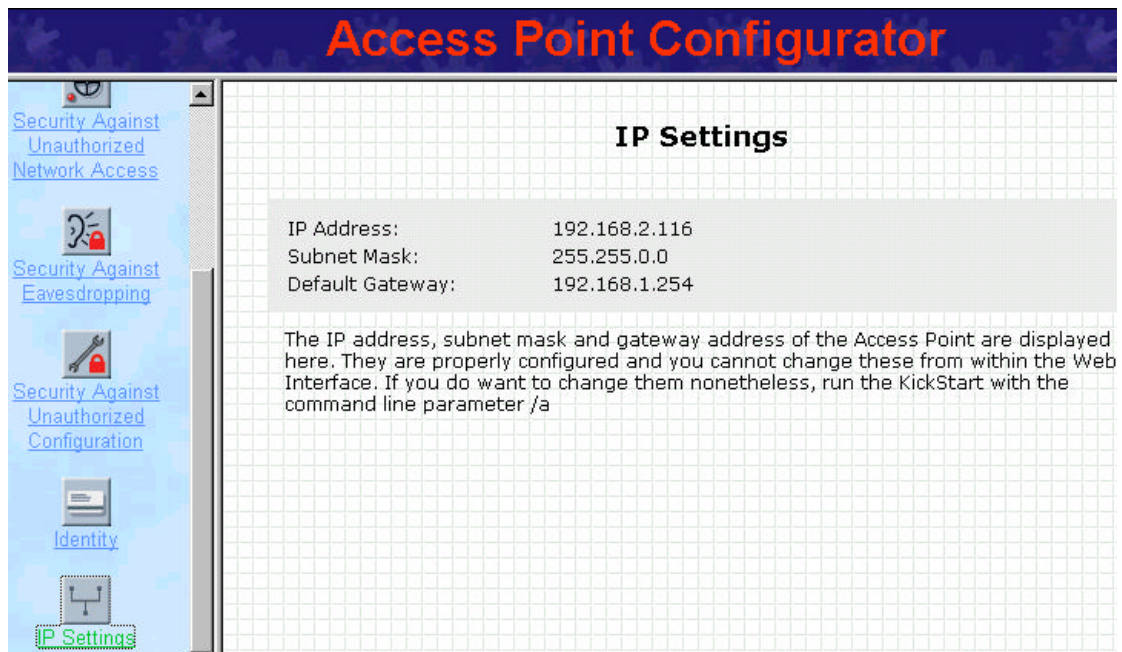 Access Point Configurator
Security Against
Unauthorized
Network Access
Security Against
Eavesdropping
Security Against
Unauthorized
Configuration
Identity
IP Settings
IP Settings
IP Address: 192.168.2.116
Subnet Mask: 255.255.0.0
Default Gateway: 192.168.1.254
The IP address, subnet mask and gateway address of the Access Point are displayed
here. They are properly configured and you cannot change these from within the Web
Interface. If you do want to change them nonetheless, run the KickStart with the
command line parameter /a